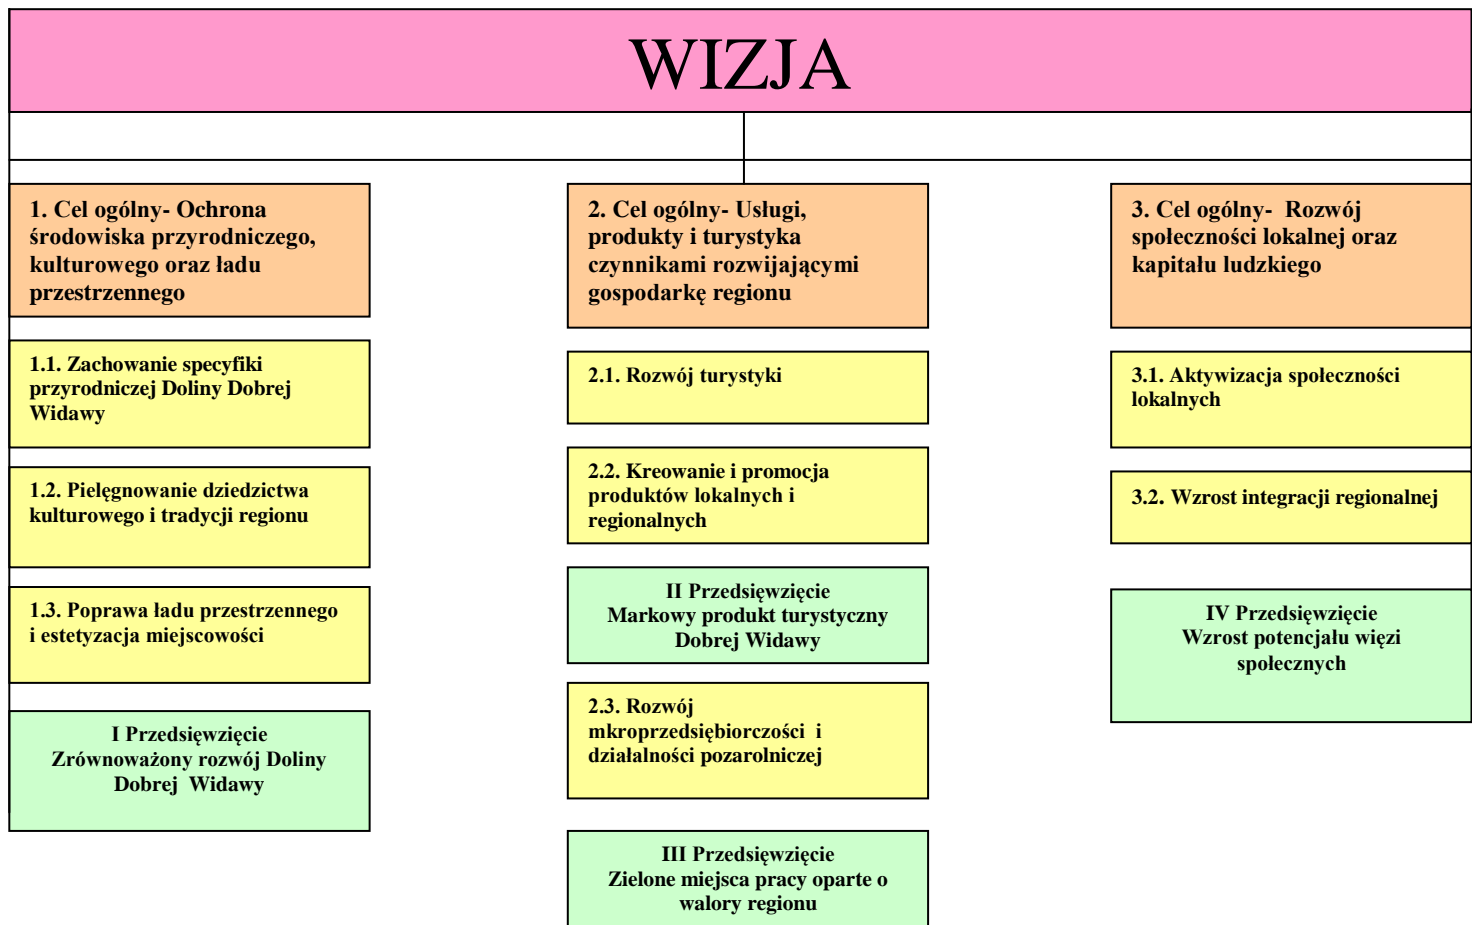 WIZJA
1. Cel ogólny- Ochrona
środowiska przyrodniczego,
kulturowego oraz ładu
przestrzennego
1.1. Zachowanie specyfiki
przyrodniczej Doliny Dobrej
Widawy
1.2. Pielęgnowanie dziedzictwa
kulturowego i tradycji regionu
1.3. Poprawa ładu przestrzennego
i estetyzacja miejscowości
I Przedsięwzięcie
Zrównoważony rozwój Doliny
Dobrej Widawy
2. Cel ogólny- Usługi,
produkty i turystyka
czynnikami rozwijającymi
gospodarkę regionu
2.1. Rozwój turystyki
2.2. Kreowanie i promocja
produktów lokalnych i
regionalnych
II Przedsięwzięcie
Markowy produkt turystyczny
Dobrej Widawy
2.3. Rozwój
mkroprzedsiębiorczości i
działalności pozarolniczej
III Przedsięwzięcie
Zielone miejsca pracy oparte o
walory regionu
3. Cel ogólny- Rozwój
społeczności lokalnej oraz
kapitału ludzkiego
3.1. Aktywizacja społeczności
lokalnych
3.2. Wzrost integracji regionalnej
IV Przedsięwzięcie
Wzrost potencjału więzi
społecznych